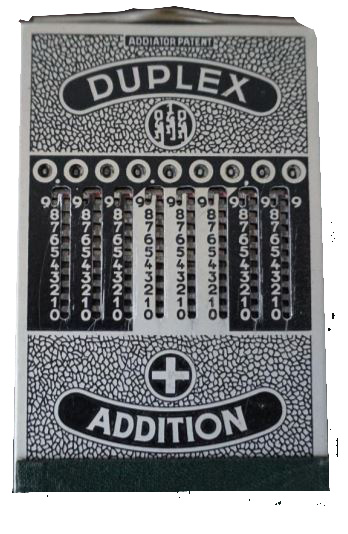 ADDIATOR PATENT
DUPLEX
9 9 9 9 9 9 9 9 9
8 8 8 8 8 8 8 8
7 7 7 7 7 7 7 7
6 6 6 6 6 6 6 6
5 5 5 5 5 5 5 5
4 4 4 4 4 4 4 4
3 3 3 3 3 3 3 3
2 2 2 2 2 2 2 2
1 1 1 1 1 1 1 1
0 0 0 0 0 0 0 0
+
ADDITION